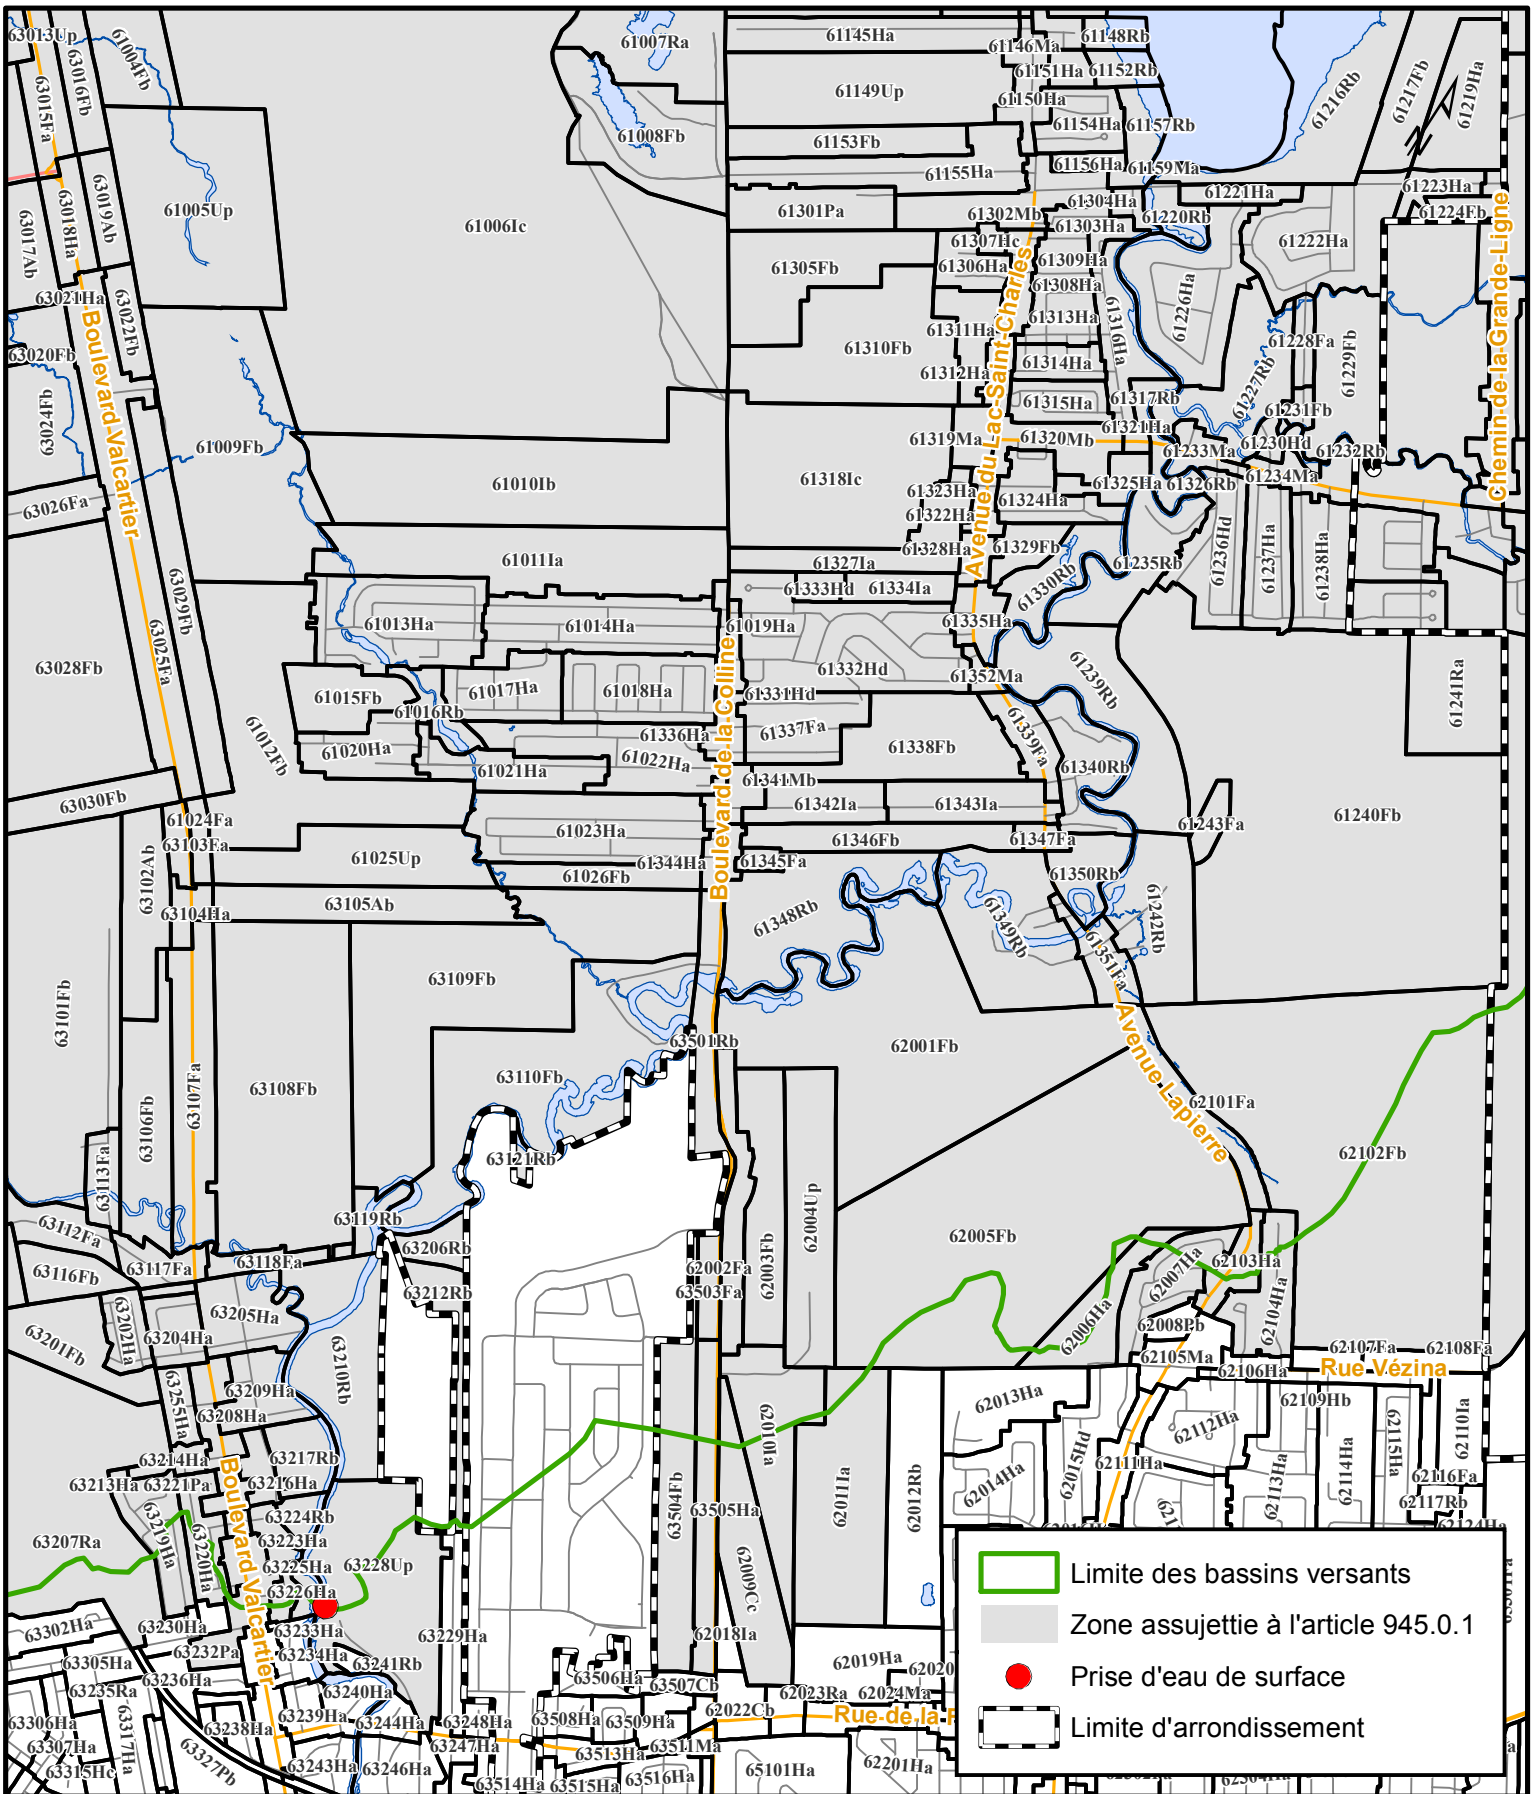 63013Up
61004Fb
63016Fb
63015Fa
61007Ra
61008Fb
61145Ha
61146Ma
61148Rb
61151Ha
61152Rb
61149Up
61150Ha
61154Ha
61157Rb
61153Fb
61155Ha
61156Ha
61159Ma
61216Rb
61217Fb
61219Ha
61221Ha
61223Ha
61224Fb
63017Ab
63018Ha
63019Ab
61005Up
61006Ic
61301Pa
61302Mb
61304Ha
61303Ha
61220Rb
61222Ha
61307Hc
61306Ha
61309Ha
61308Ha
61305Fb
63021Ha
63022Fb
63020Fb
61311Ha
61313Ha
61316Ha
61226Ha
61228Fa
61229Fb
61310Fb
61312Ha
61314Ha
61315Ha
61317Rb
61227Rb
61231Fb
63024Fb
61009Fb
61319Ma
61320Mb
61321Ha
61233Ma
61230Hd
61232Rb
61234Ma
Boulevard Valcartier
Avenue du Lac-Saint-Charles
Chemin-de-la-Grande-Ligne
63026Fa
61010Ib
61318Ic
61323Ha
61324Ha
61325Ha
61326Rb
61322Ha
61328Ha
61329Fb
61330Rb
61235Rb
61236Hd
61237Ha
61238Ha
61011Ia
61327Ia
61333Hd
61334Ia
61335Ha
63029Fb
63025Fa
63028Fb
61013Ha
61014Ha
61019Ha
61332Hd
61352Ma
61239Rb
61241Ra
61015Fb
61016Rb
61017Ha
61018Ha
61331Hd
61336Ha
61337Fa
61338Fb
61339Fa
61340Rb
61012Fb
61020Ha
61021Ha
61022Ha
Boulevard de la Colline
61341Mb
61342Ia
61343Ia
61240Fb
61243Fa
63030Fb
61024Fa
63103Fa
61023Ha
61346Fb
61347Fa
61025Up
61344Ha
61345Fa
61026Fb
61350Rb
63102Ab
63104Ha
63105Ab
61348Rb
61349Rb
61242Rb
61351Fa
63109Fb
63101Fb
63501Rb
62001Fb
Avenue Lapierre
62101Fa
62102Fb
63106Fb
63107Fa
63108Fb
63110Fb
63121Rb
63113Fa
63112Fa
63119Rb
63206Rb
63212Rb
63116Fb
63117Fa
63118Fa
62002Fa
63503Fa
62003Fb
62004Up
62005Fb
62007Ha
62103Ha
62104Ha
62006Ha
62008Pb
62105Ma
62106Ha
62107Fa
62108Fa
Rue Vézina
63201Fb
63202Ha
63204Ha
63205Ha
63210Rb
63209Ha
63255Ha
63208Ha
62013Ha
62109Hb
62112Ha
62115Ha
62110Ia
62010Ia
63214Ha
63217Rb
63213Ha
63221Pa
63216Ha
62014Ha
62015Hd
62111Ha
62113Ha
62114Ha
62116Fa
62117Rb
62124Ha
63504Fb
63505Ha
62011Ia
62012Rb
63224Rb
63223Ha
63225Ha
63226Ha
63228Up
63207Ra
63219Ha
63220Ha
Boulevard Valcartier
62009Cc
63302Ha
63230Ha
63233Ha
63229Ha
62018Ia
63305Ha
63232Pa
63234Ha
63241Rb
62019Ha
62020
63235Ra
63236Ha
63240Ha
63506Ha
63507Cb
62023Ra
62024Ma
62022Cb
63306Ha
63307Ha
63317Ha
63238Ha
63239Ha
63244Ha
63248Ha
63247Ha
63508Ha
63509Ha
63513Ha
63511Ma
Rue de la
63315Hc
63327Pb
63243Ha
63246Ha
63514Ha
63515Ha
63516Ha
65101Ha
62201Ha
Limite des bassins versants
Zone assujettie à l'article 945.0.1
Prise d'eau de surface
Limite d'arrondissement